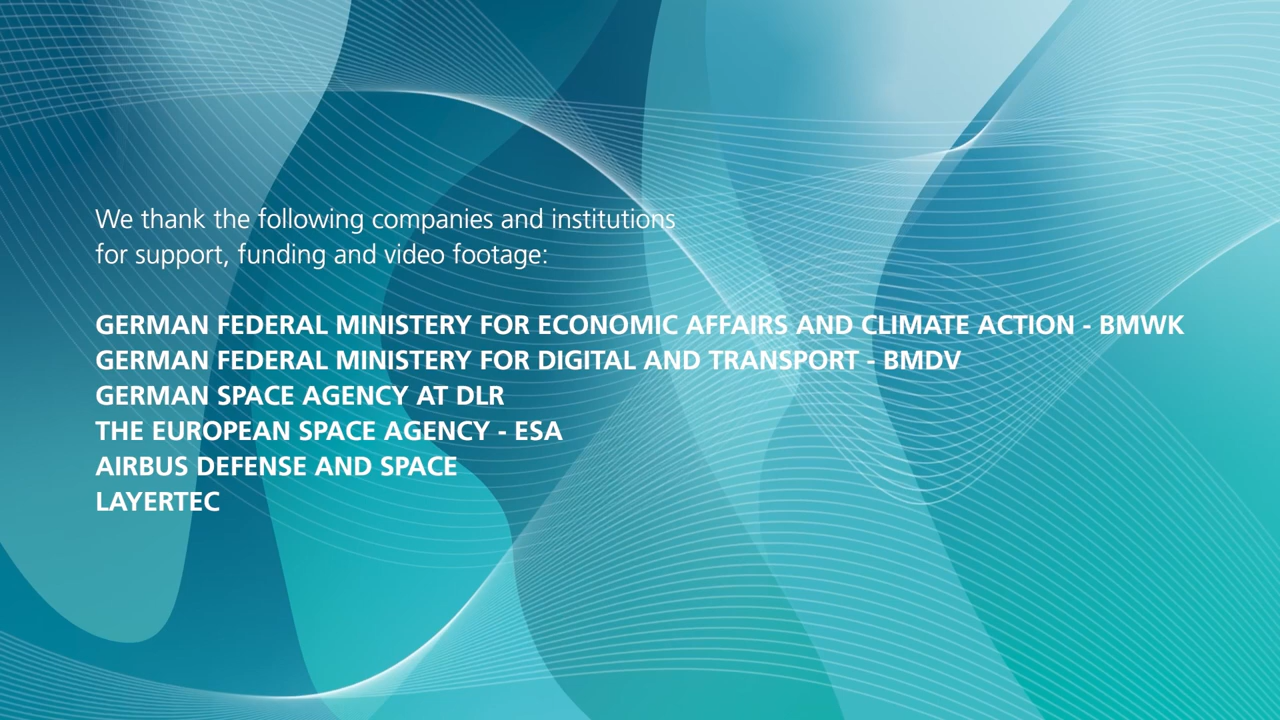 We thank the following companies and institutions
for support, funding and video footage:
GERMAN FEDERAL MINISTERY FOR ECONOMIC AFFAIRS AND CLIMATE ACTION - BMWK
GERMAN FEDERAL MINISTERY FOR DIGITAL AND TRANSPORT - BMDV
GERMAN SPACE AGENCY AT DLR
THE EUROPEAN SPACE AGENCY - ESA
AIRBUS DEFENSE AND SPACE
LAYERTEC